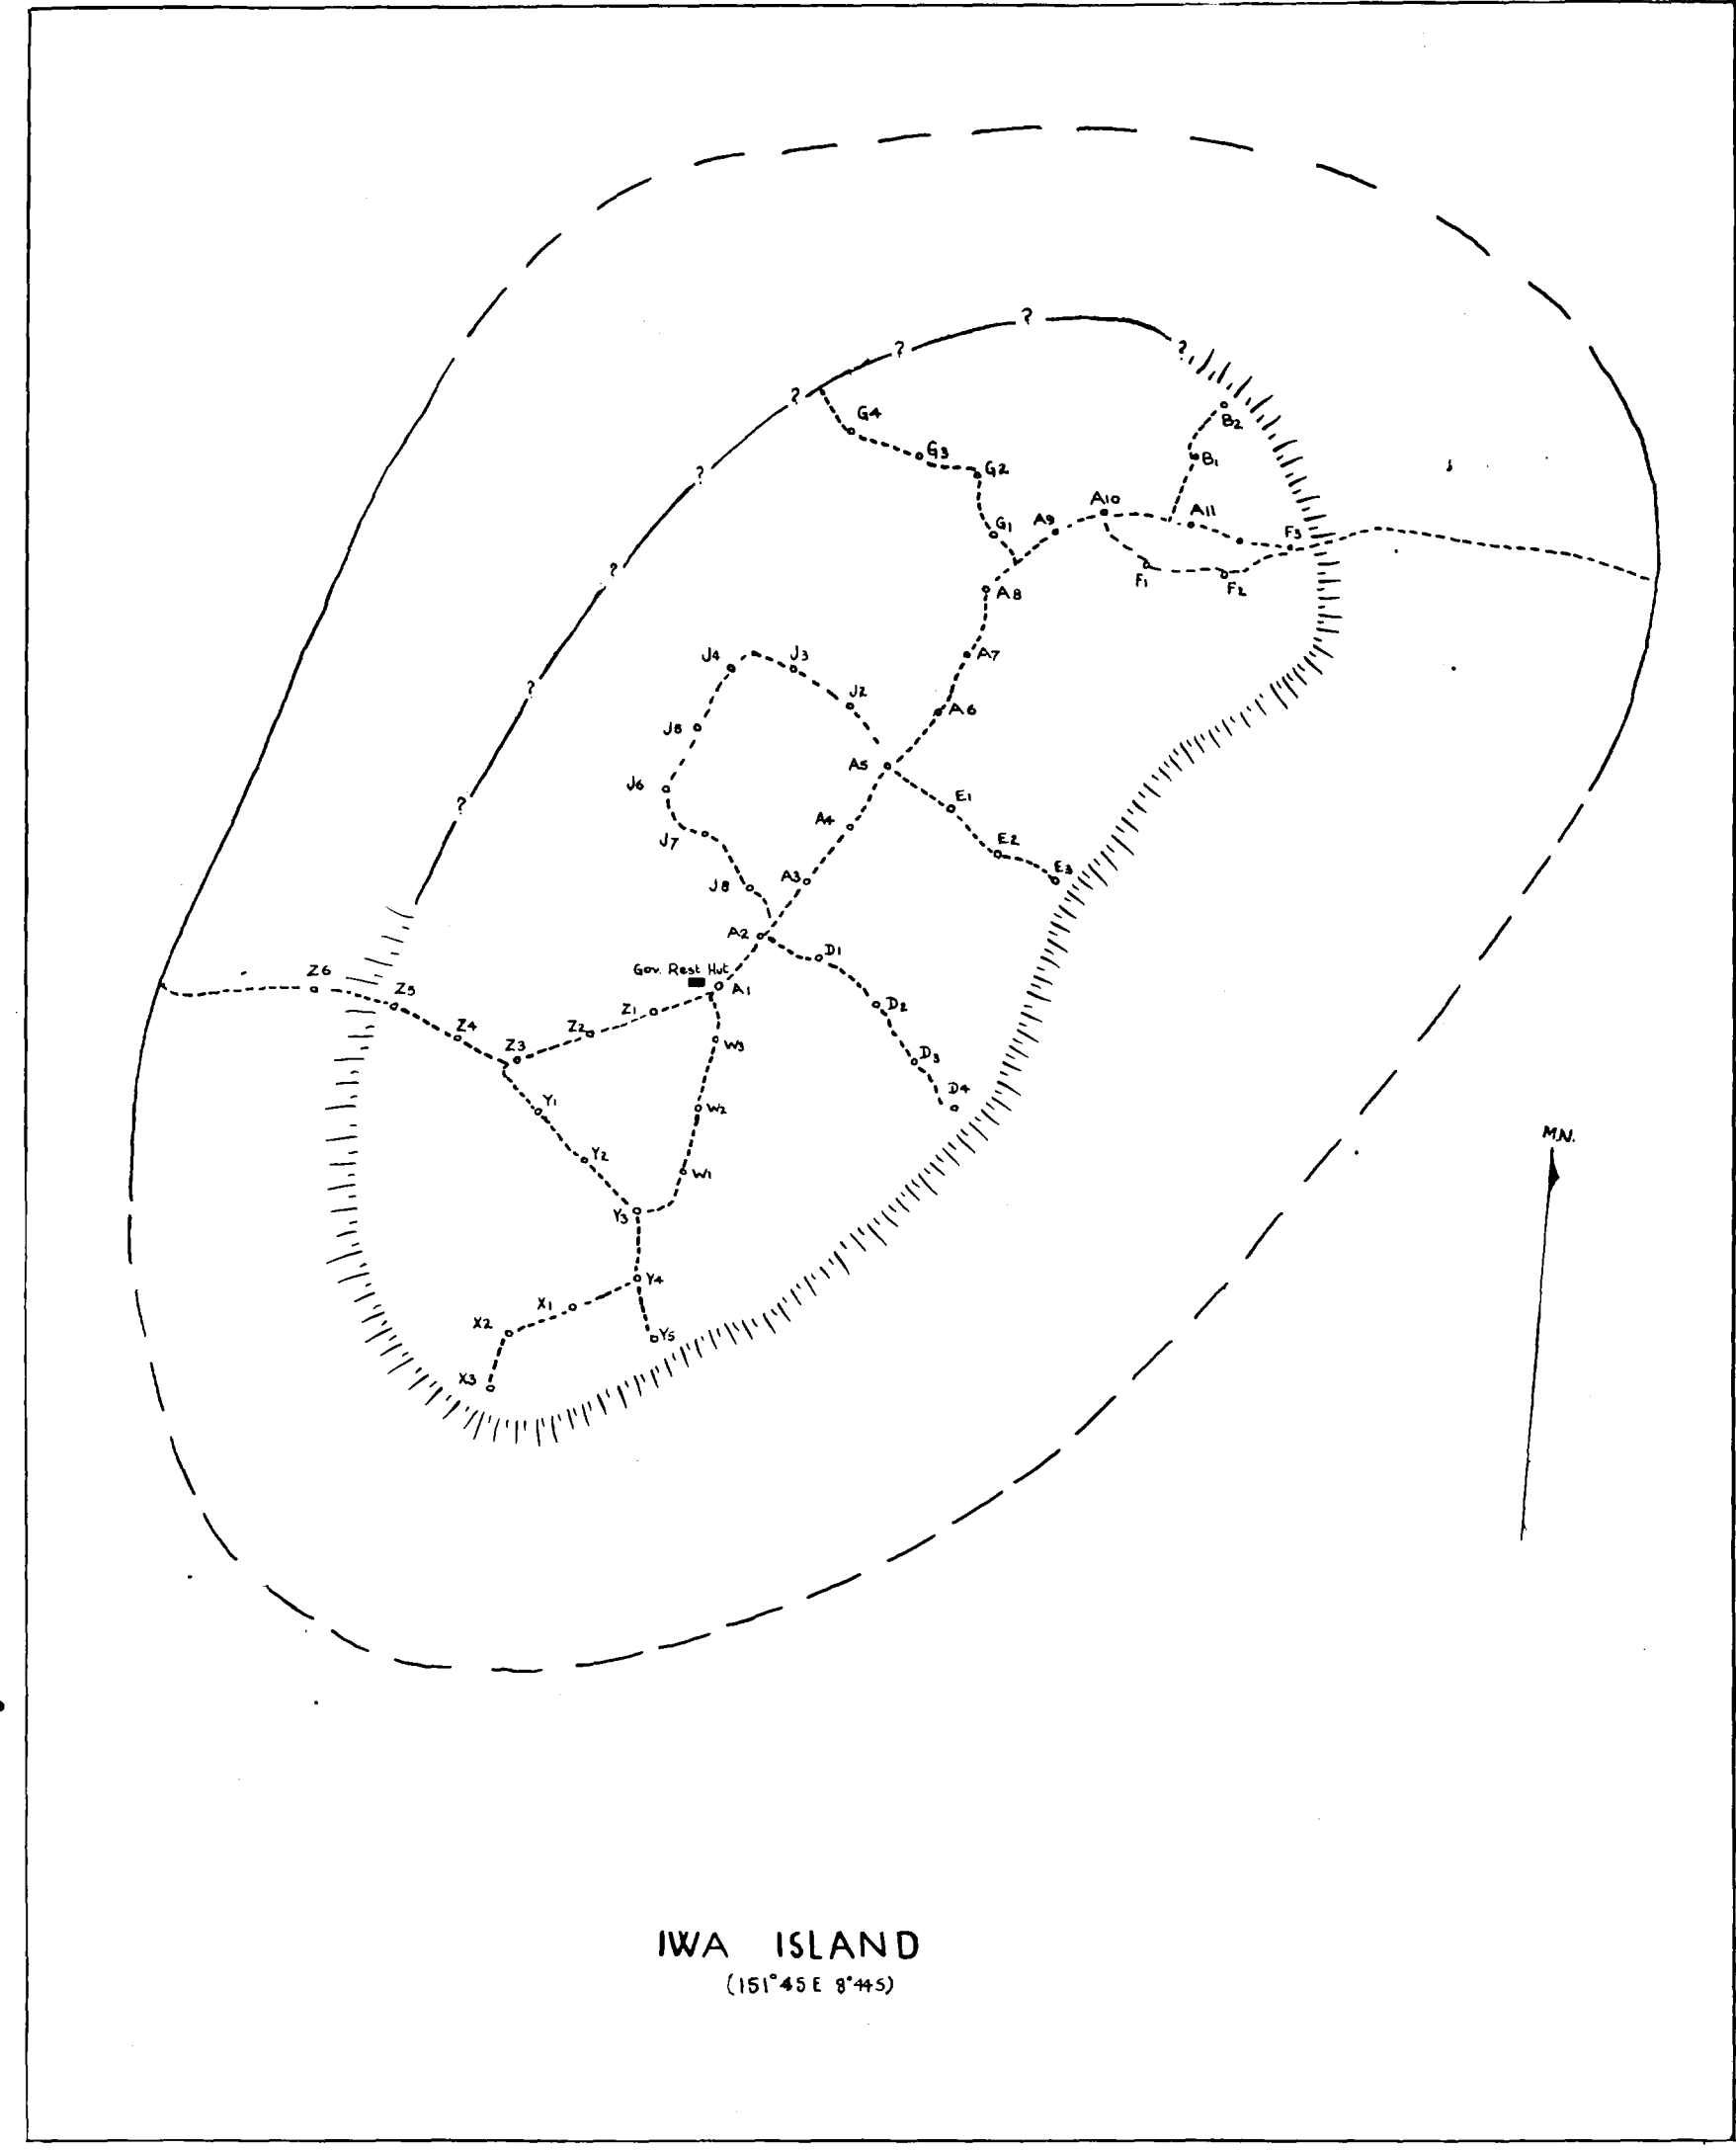 ?
?
?
?
G4
B2
?
G3
G2
B1
A10
A11
G1
A9
F3
?
F1
F2
A8
J4
J3
A7
?
J2
A6
J5
A5
J6
E1
?
A4
J7
E2
E3
J8
A3
A2
D1
Gov. Rest Hut
Z6
Z5
A1
D2
Z1
Z4
Z2
Z3
W3
D3
D4
Y1
W2
M.N.
Y2
W1
Y3
Y4
X1
X2
Y5
X3
IWA ISLAND
(151°45E 8°44S)